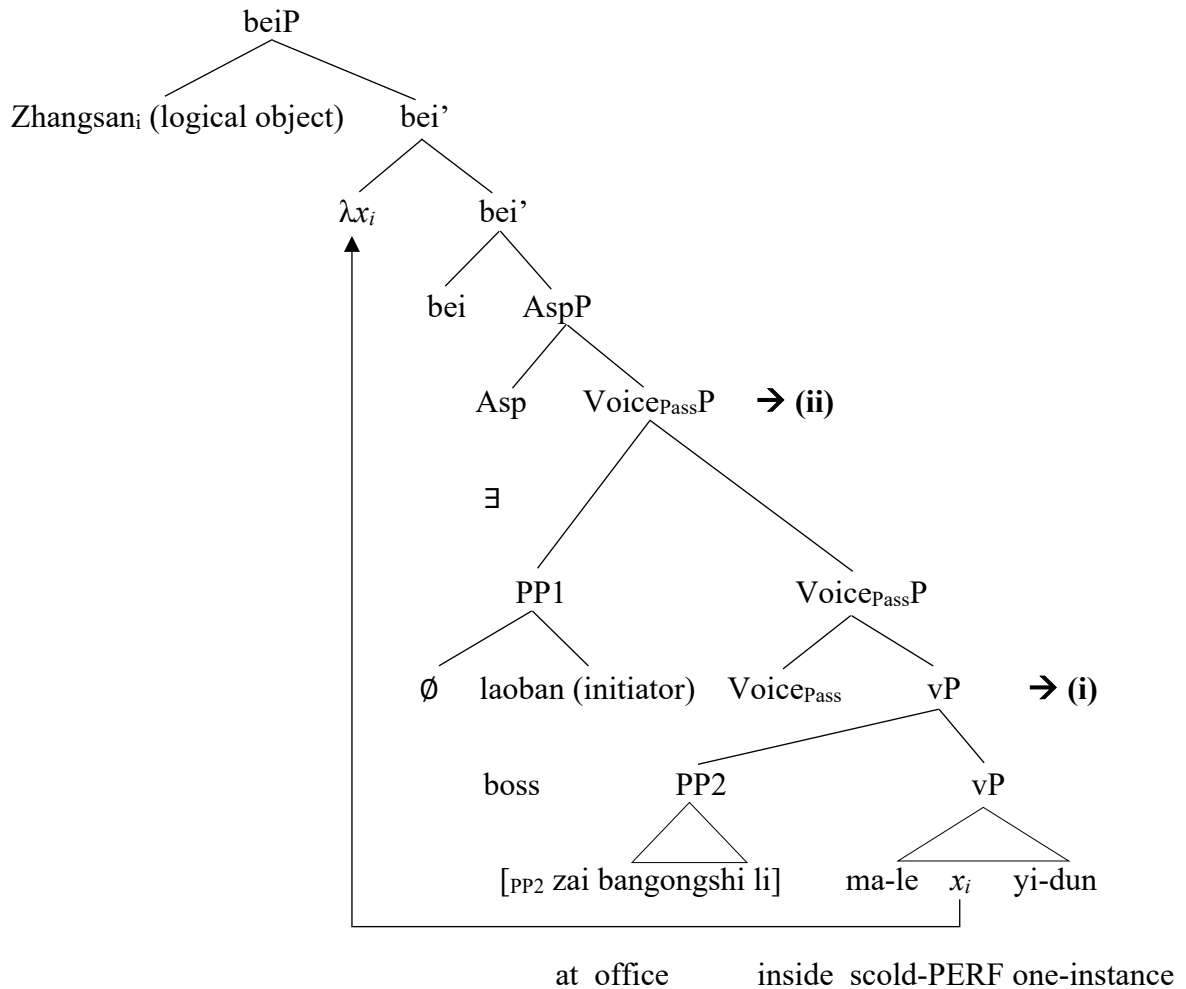 beiP
Zhangsanᵢ (logical object) bei’
λxᵢ bei’
bei AspP
Asp VoicePassP → (ii)
∃
PP1 VoicePassP
Ø laoban (initiator) VoicePass vP → (i)
boss PP2 vP
[PP2 zai bangongshi li] ma-le xᵢ yi-dun
at office inside scold-PERF one-instance